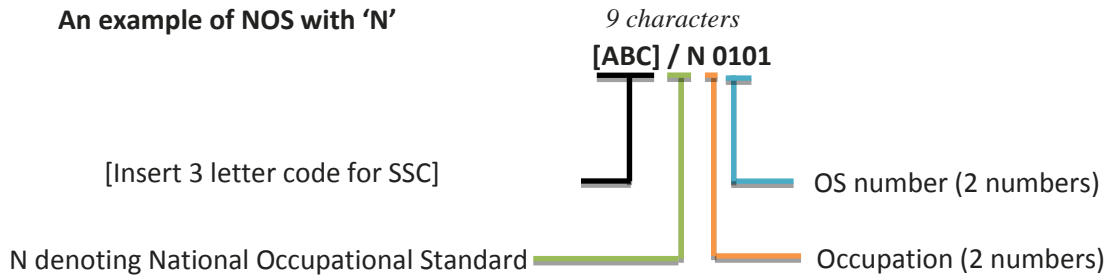 An example of NOS with ‘N’
9 characters
[ABC] / N 0101
[Insert 3 letter code for SSC]
OS number (2 numbers)
N denoting National Occupational Standard
Occupation (2 numbers)